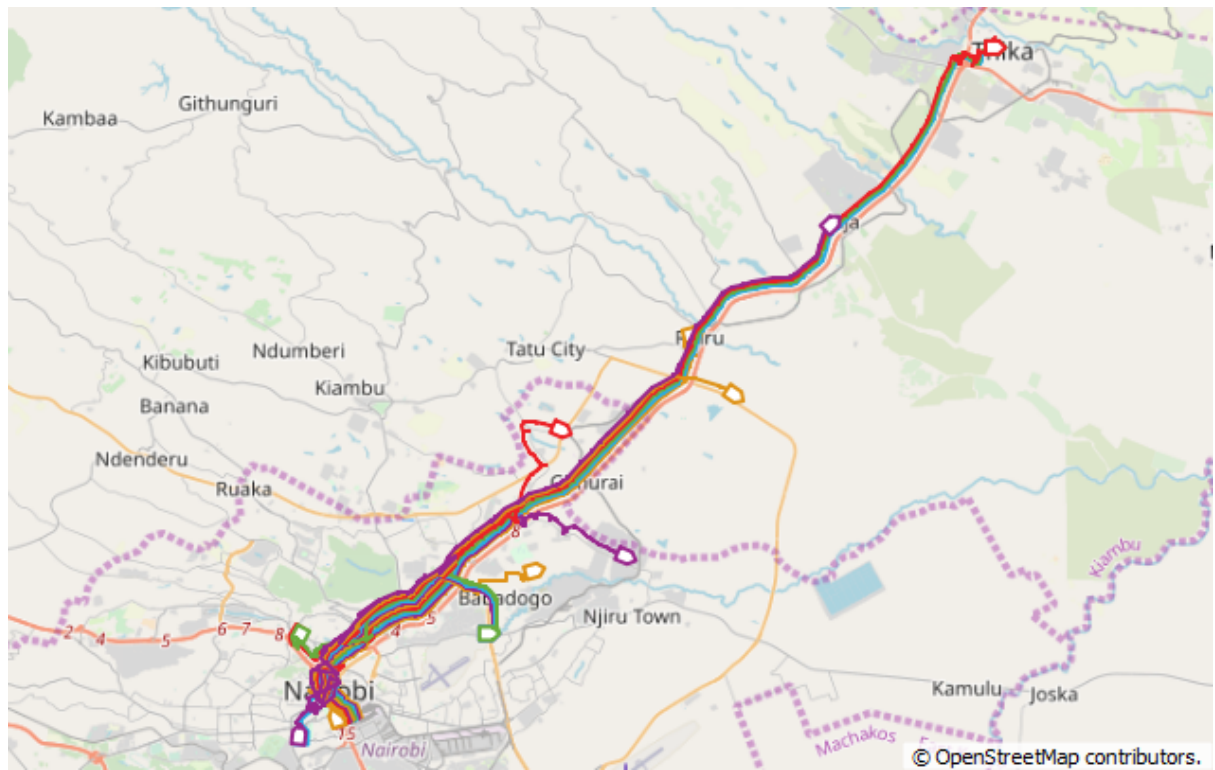 Thika
Githunguri
Kambaa
Ndumberi
Tatu City
Kibubuti
Kiambu
Banana
Ndenderu
Ruaka
8
Kiambu
Njiru Town
2
4
5
6
7
8
4
5
Nairobi
Kamulu
Joska
15
Nairobi
Machakos
© OpenStreetMap contributors.